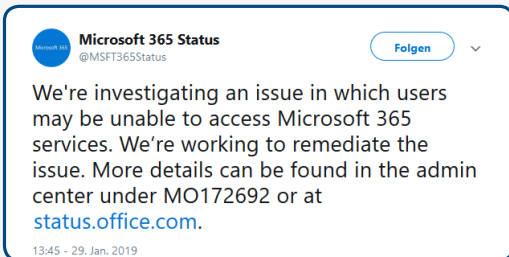 Microsoft 365
Microsoft 365 Status
@MSFT365Status
Folgen
We're investigating an issue in which users
may be unable to access Microsoft 365
services. We’re working to remediate the
issue. More details can be found in the admin
center under MO172692 or at
status.office.com.
13:45 - 29. Jan. 2019